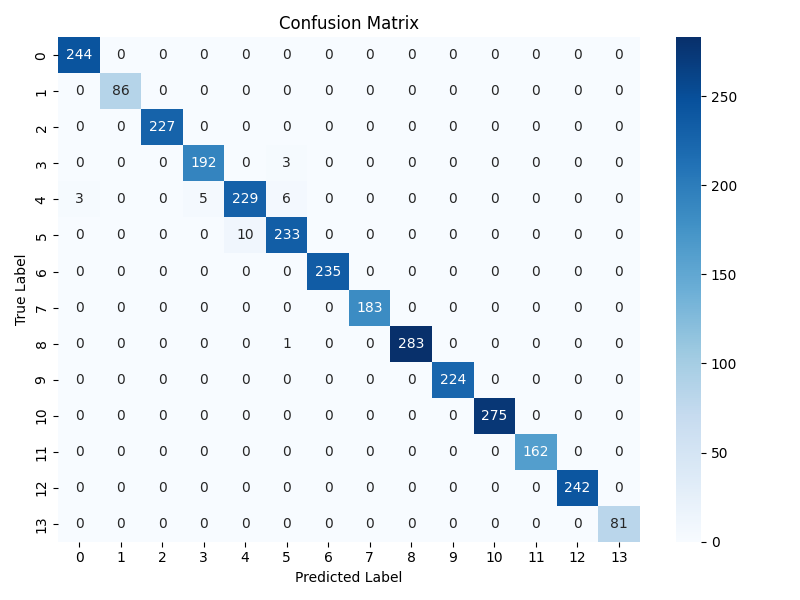 Confusion Matrix
True Label
0 244 0 0 0 0 0 0 0 0 0 0 0 0 0
1 0 86 0 0 0 0 0 0 0 0 0 0 0 0
2 0 0 227 0 0 0 0 0 0 0 0 0 0 0
3 0 0 0 192 0 3 0 0 0 0 0 0 0 0
4 3 0 0 5 229 6 0 0 0 0 0 0 0 0
5 0 0 0 0 10 233 0 0 0 0 0 0 0 0
6 0 0 0 0 0 0 235 0 0 0 0 0 0 0
7 0 0 0 0 0 0 0 183 0 0 0 0 0 0
8 0 0 0 0 0 1 0 0 283 0 0 0 0 0
9 0 0 0 0 0 0 0 0 0 224 0 0 0 0
10 0 0 0 0 0 0 0 0 0 0 275 0 0 0
11 0 0 0 0 0 0 0 0 0 0 0 162 0 0
12 0 0 0 0 0 0 0 0 0 0 0 0 242 0
13 0 0 0 0 0 0 0 0 0 0 0 0 0 81
0 1 2 3 4 5 6 7 8 9 10 11 12 13
Predicted Label
250
200
150
100
50
0